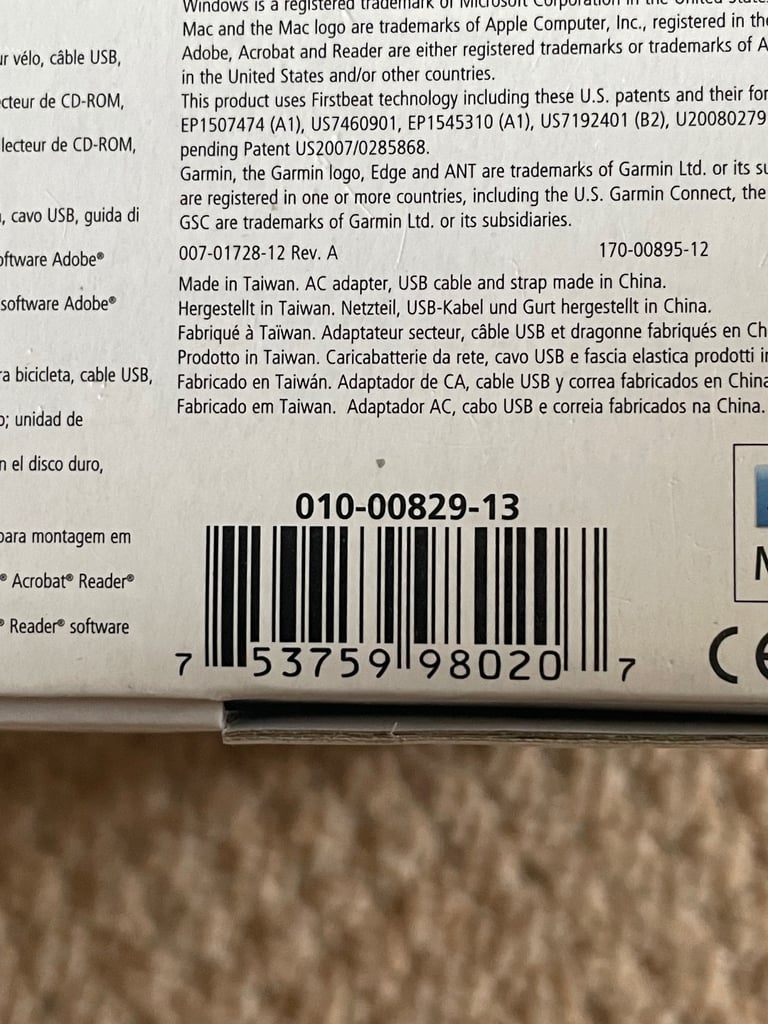 Windows is a registered trademark of Microsoft Corporation in the United States
Mac and the Mac logo are trademarks of Apple Computer, Inc., registered in the
Adobe, Acrobat and Reader are either registered trademarks or trademarks of A
in the United States and/or other countries.
This product uses Firstbeat technology including these U.S. patents and their for
EP1507474 (A1), US7460901, EP1545310 (A1), US7192401 (B2), U20080279
pending Patent US2007/0285868.
Garmin, the Garmin logo, Edge and ANT are trademarks of Garmin Ltd. or its su
are registered in one or more countries, including the U.S. Garmin Connect, the
GSC are trademarks of Garmin Ltd. or its subsidiaries.
007-01728-12 Rev. A 170-00895-12
Made in Taiwan. AC adapter, USB cable and strap made in China.
Hergestellt in Taiwan. Netzteil, USB-Kabel und Gurt hergestellt in China.
Fabriqué à Taïwan. Adaptateur secteur, câble USB et dragonne fabriqués en Ch
Prodotto in Taiwan. Caricabatterie da rete, cavo USB e fascia elastica prodotti i
Fabricado en Taiwán. Adaptador de CA, cable USB y correa fabricados en China
Fabricado em Taiwan. Adaptador AC, cabo USB e correia fabricados na China.
ur vélo, câble USB,
ecteur de CD-ROM,
lecteur de CD-ROM,
, cavo USB, guida di
oftware Adobe®
software Adobe®
ra bicicleta, cable USB,
o; unidad de
n el disco duro,
para montagem em
® Acrobat® Reader®
® Reader® software
010-00829-13
7 53759 98020 7
CE